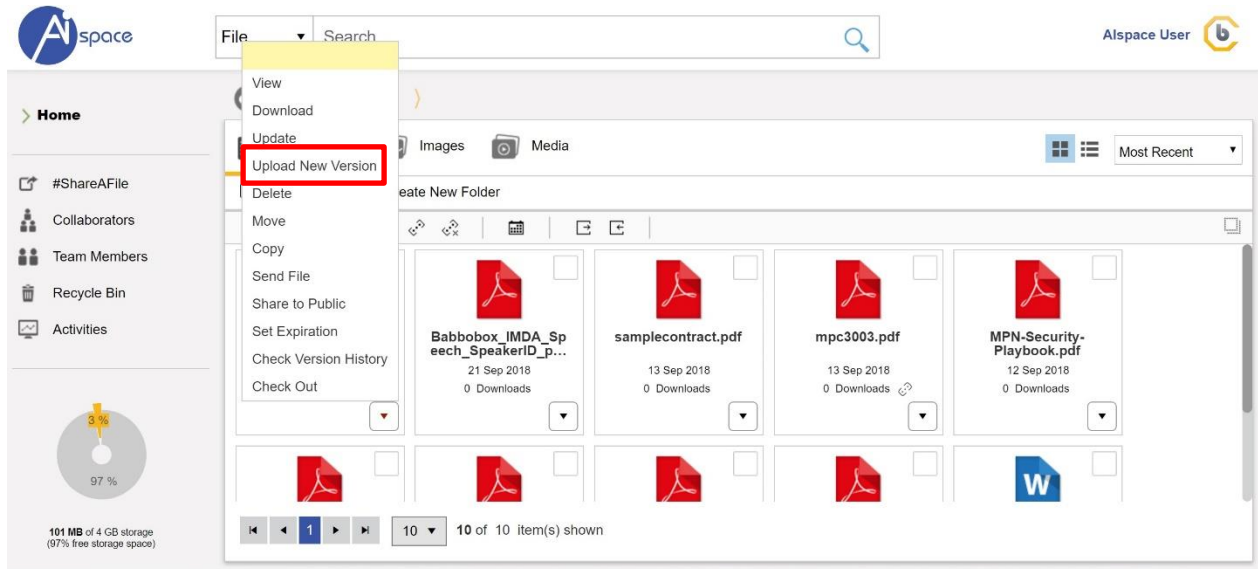 Ai space
File
Search
AIspace User
b
Home
#ShareAFile
Collaborators
Team Members
Recycle Bin
Activities
3 %
97 %
101 MB of 4 GB storage
(97% free storage space)
View
Download
Update
Upload New Version
Delete
Move
Copy
Send File
Share to Public
Set Expiration
Check Version History
Check Out
Images
Media
Most Recent
eate New Folder
Babbobox_IMDA_Sp
eech_SpeakerID_p...
21 Sep 2018
0 Downloads
samplecontract.pdf
13 Sep 2018
0 Downloads
mpc3003.pdf
13 Sep 2018
0 Downloads
MPN-Security-
Playbook.pdf
12 Sep 2018
0 Downloads
W
1
10
10 of 10 item(s) shown